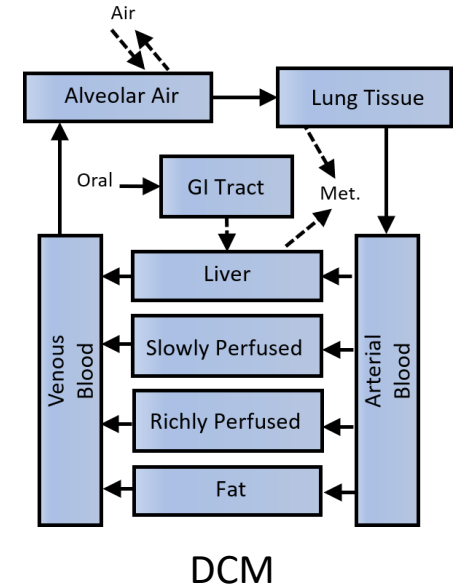 Air
Alveolar Air
Lung Tissue
Oral
GI Tract
Met.
Liver
Slowly Perfused
Richly Perfused
Fat
Venous
Blood
Arterial
Blood
DCM